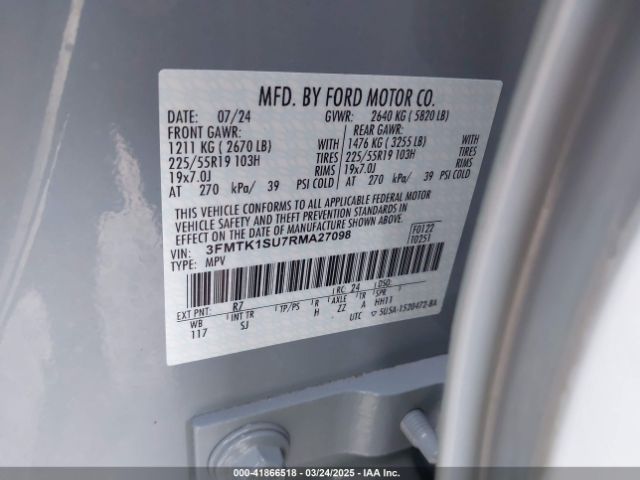 MFD. BY FORD MOTOR CO.
DATE: 07/24 GVWR: 2640 KG ( 5820 LB)
FRONT GAWR: REAR GAWR:
1211 KG ( 2670 LB) WITH 1476 KG ( 3255 LB) WITH
225/55R19 103H TIRES 225/55R19 103H TIRES
19x7.0J RIMS 19x7.0J RIMS
AT 270 kPa/ 39 PSI COLD AT 270 kPa/ 39 PSI COLD
THIS VEHICLE CONFORMS TO ALL APPLICABLE FEDERAL MOTOR
VEHICLE SAFETY AND THEFT PREVENTION STANDARDS IN EFFECT
ON THE DATE OF MANUFACTURE SHOWN ABOVE.
VIN: 3FMTK1SU7RMA27098 F0122
TYPE: MPV T0251
EXT PNT: R7 RC: 24 DSO:
WB INT TR TP/PS R AXLE TR SPR
117 SJ H ZZ A HH11
UTC 5U5A-1520472-BA
000-41866518 | 03/24/2025 | IAA Inc.